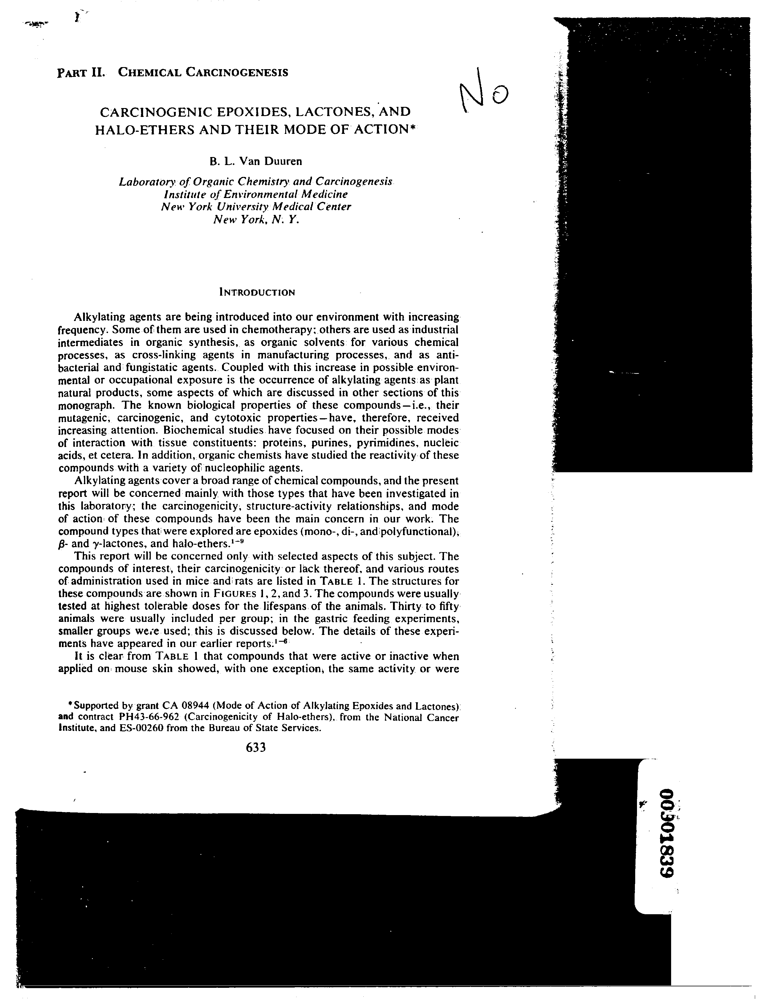 PART II. CHEMICAL CARCINOGENESIS
No
CARCINOGENIC EPOXIDES, LACTONES, AND
HALO-ETHERS AND THEIR MODE OF ACTION*
B. L. Van Duuren
Laboratory of Organic Chemistry and Carcinogenesis
Institute of Environmental Medicine
New York University Medical Center
New York, N. Y.
INTRODUCTION
Alkylating agents are being introduced into our environment with increasing
frequency. Some of them are used in chemotherapy; others are used as industrial
intermediates in organic synthesis, as organic solvents for various chemical
processes, as cross-linking agents in manufacturing processes, and as anti-
bacterial and fungistatic agents. Coupled with this increase in possible environ-
mental or occupational exposure is the occurrence of alkylating agents as plant
natural products, some aspects of which are discussed in other sections of this
monograph. The known biological properties of these compounds—i.e., their
mutagenic, carcinogenic, and cytotoxic properties—have, therefore, received
increasing attention. Biochemical studies have focused on their possible modes
of interaction with tissue constituents: proteins, purines, pyrimidines, nucleic
acids, et cetera. In addition, organic chemists have studied the reactivity of these
compounds with a variety of nucleophilic agents.
Alkylating agents cover a broad range of chemical compounds, and the present
report will be concerned mainly with those types that have been investigated in
this laboratory; the carcinogenicity, structure-activity relationships, and mode
of action of these compounds have been the main concern in our work. The
compound types that were explored are epoxides (mono-, di-, and polyfunctional),
β- and γ-lactones, and halo-ethers.¹⁻⁹
This report will be concerned only with selected aspects of this subject. The
compounds of interest, their carcinogenicity or lack thereof, and various routes
of administration used in mice and rats are listed in TABLE 1. The structures for
these compounds are shown in FIGURES 1, 2, and 3. The compounds were usually
tested at highest tolerable doses for the lifespans of the animals. Thirty to fifty
animals were usually included per group; in the gastric feeding experiments,
smaller groups were used; this is discussed below. The details of these experi-
ments have appeared in our earlier reports.¹⁻⁶
It is clear from TABLE 1 that compounds that were active or inactive when
applied on mouse skin showed, with one exception, the same activity or were
*Supported by grant CA 08944 (Mode of Action of Alkylating Epoxides and Lactones)
and contract PH43-66-962 (Carcinogenicity of Halo-ethers), from the National Cancer
Institute, and ES-00260 from the Bureau of State Services.
633
00301839